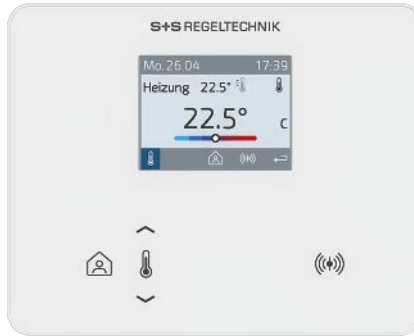 S+S REGELTECHNIK
Mo.26.04 17:39
Heizung 22.5°
22.5°
C